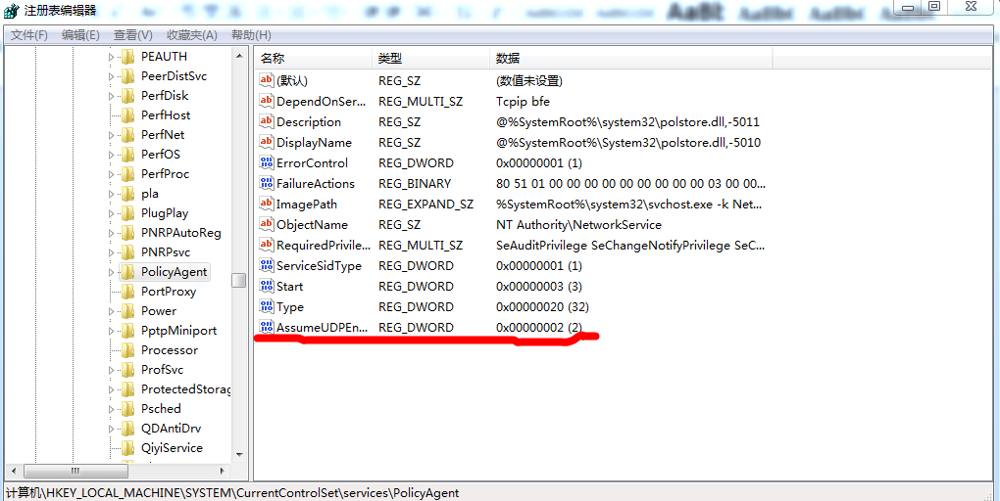 注册表编辑器
文件(F) 编辑(E) 查看(V) 收藏夹(A) 帮助(H)
PEAUTH
PeerDistSvc
PerfDisk
PerfHost
PerfNet
PerfOS
PerfProc
pla
PlugPlay
PNRPAutoReg
PNRPsvc
PolicyAgent
PortProxy
Power
PptpMiniport
Processor
ProfSvc
ProtectedStorag
Psched
QDAntiDrv
QiyiService
名称 类型 数据
(默认) REG_SZ (数值未设置)
DependOnSer... REG_MULTI_SZ Tcpip bfe
Description REG_SZ @%SystemRoot%\system32\polstore.dll,-5011
DisplayName REG_SZ @%SystemRoot%\System32\polstore.dll,-5010
ErrorControl REG_DWORD 0x00000001 (1)
FailureActions REG_BINARY 80 51 01 00 00 00 00 00 00 00 00 00 03 00 00...
ImagePath REG_EXPAND_SZ %SystemRoot%\system32\svchost.exe -k Net...
ObjectName REG_SZ NT Authority\NetworkService
RequiredPrivile... REG_MULTI_SZ SeAuditPrivilege SeChangeNotifyPrivilege SeC...
ServiceSidType REG_DWORD 0x00000001 (1)
Start REG_DWORD 0x00000003 (3)
Type REG_DWORD 0x00000020 (32)
AssumeUDPEn... REG_DWORD 0x00000002 (2)
计算机\HKEY_LOCAL_MACHINE\SYSTEM\CurrentControlSet\services\PolicyAgent